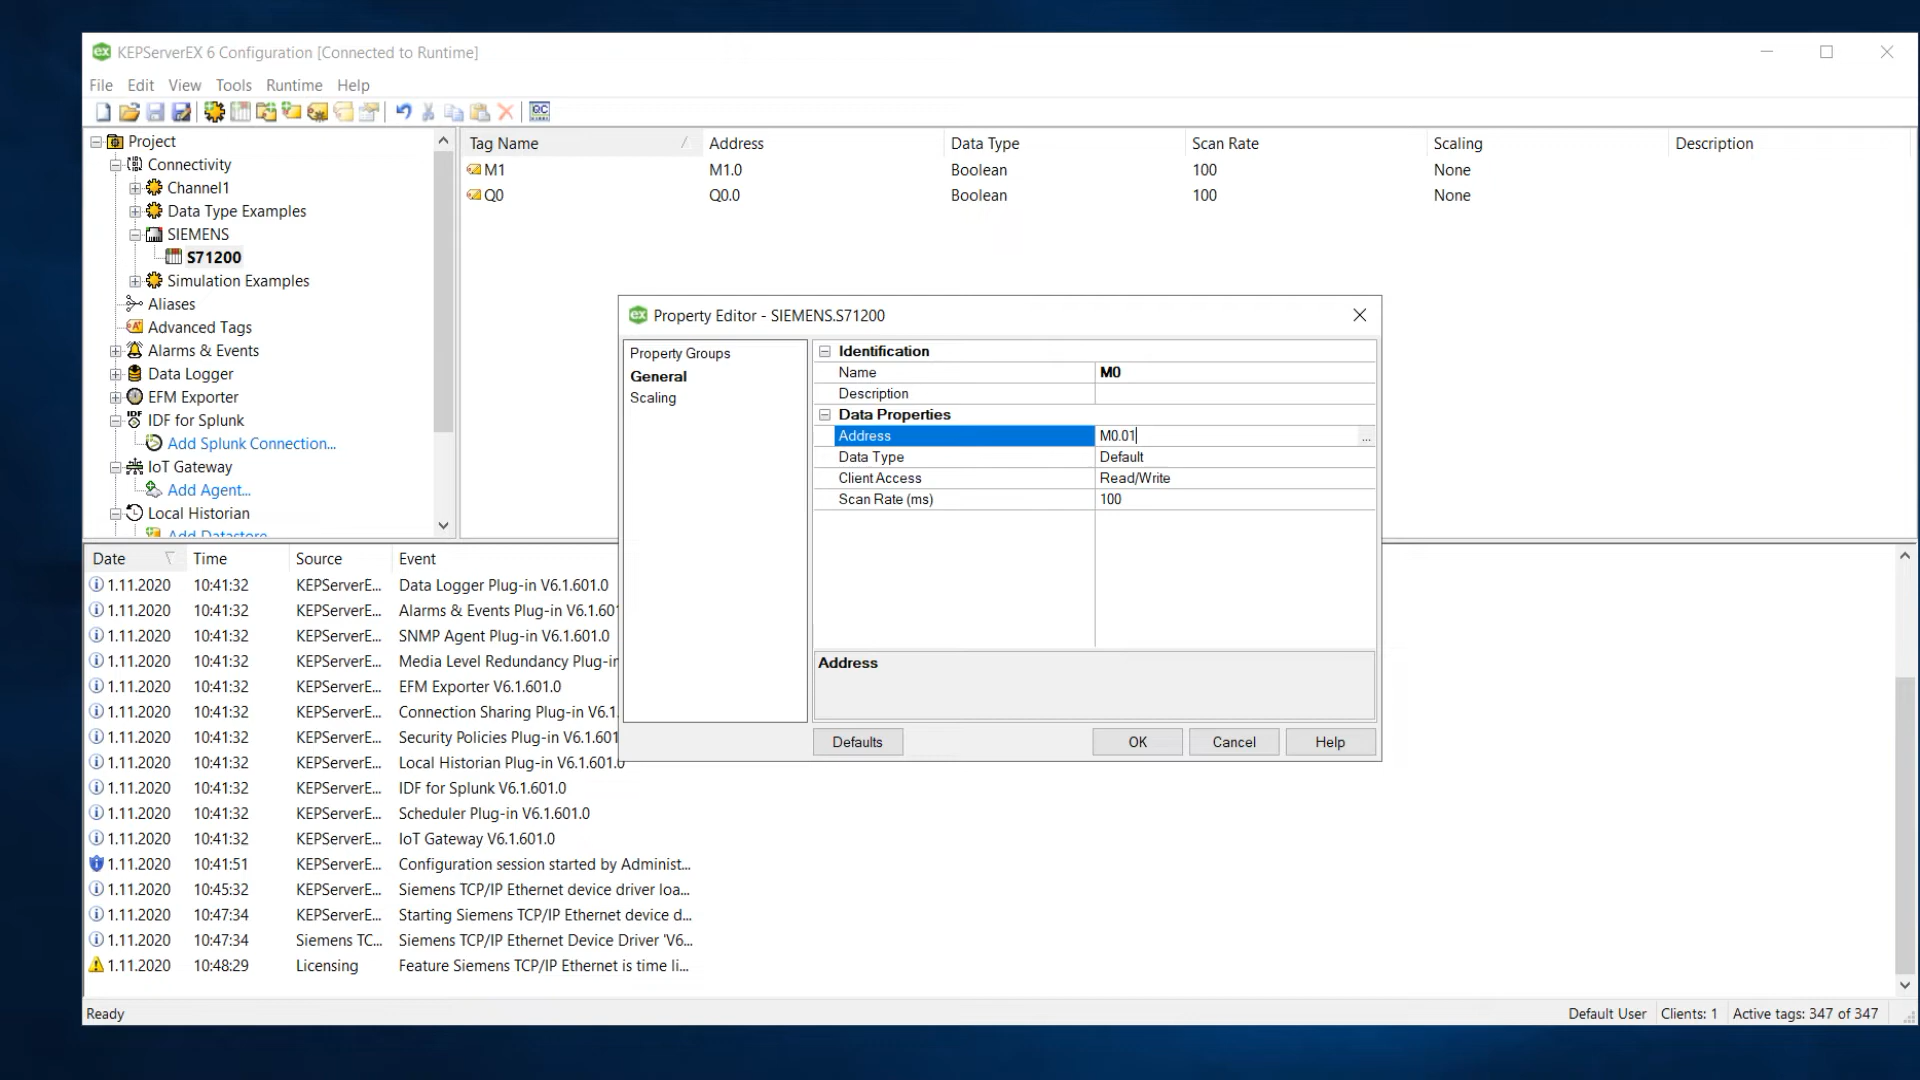 KEPServerEX 6 Configuration [Connected to Runtime]
File Edit View Tools Runtime Help
Project
Connectivity
Channel1
Data Type Examples
SIEMENS
S71200
Simulation Examples
Aliases
Advanced Tags
Alarms & Events
Data Logger
EFM Exporter
IDF for Splunk
Add Splunk Connection...
IoT Gateway
Add Agent...
Local Historian
Add Datastore
Tag Name Address Data Type Scan Rate Scaling Description
M1 M1.0 Boolean 100 None
Q0 Q0.0 Boolean 100 None
Property Editor - SIEMENS.S71200
Property Groups
General
Scaling
Identification
Name M0
Description
Data Properties
Address M0.01 ...
Data Type Default
Client Access Read/Write
Scan Rate (ms) 100
Address
Defaults OK Cancel Help
Date Time Source Event
1.11.2020 10:41:32 KEPServerE... Data Logger Plug-in V6.1.601.0
1.11.2020 10:41:32 KEPServerE... Alarms & Events Plug-in V6.1.60
1.11.2020 10:41:32 KEPServerE... SNMP Agent Plug-in V6.1.601.0
1.11.2020 10:41:32 KEPServerE... Media Level Redundancy Plug-in
1.11.2020 10:41:32 KEPServerE... EFM Exporter V6.1.601.0
1.11.2020 10:41:32 KEPServerE... Connection Sharing Plug-in V6.1.
1.11.2020 10:41:32 KEPServerE... Security Policies Plug-in V6.1.601
1.11.2020 10:41:32 KEPServerE... Local Historian Plug-in V6.1.601.0
1.11.2020 10:41:32 KEPServerE... IDF for Splunk V6.1.601.0
1.11.2020 10:41:32 KEPServerE... Scheduler Plug-in V6.1.601.0
1.11.2020 10:41:32 KEPServerE... IoT Gateway V6.1.601.0
1.11.2020 10:41:51 KEPServerE... Configuration session started by Administ...
1.11.2020 10:45:32 KEPServerE... Siemens TCP/IP Ethernet device driver loa...
1.11.2020 10:47:34 KEPServerE... Starting Siemens TCP/IP Ethernet device d...
1.11.2020 10:47:34 Siemens TC... Siemens TCP/IP Ethernet Device Driver 'V6...
1.11.2020 10:48:29 Licensing Feature Siemens TCP/IP Ethernet is time li...
Ready Default User Clients: 1 Active tags: 347 of 347